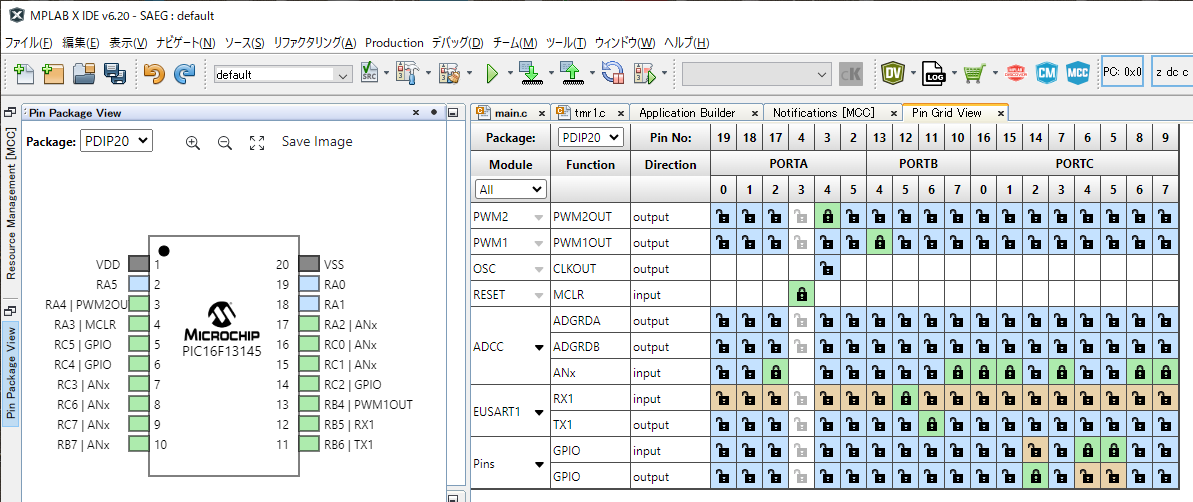 MPLAB X IDE v6.20 - SAEG : default
ファイル(F) 編集(E) 表示(V) ナビゲート(N) ソース(S) リファクタリング(A) Production デバッグ(D) チーム(M) ツール(T) ウィンドウ(W) ヘルプ(H)
default PC: 0x0 z dc c
Resource Management [MCC]
Pin Package View
Pin Package View
Package: PDIP20 Save Image
VDD 1 20 VSS
RA5 2 19 RA0
RA4 | PWM2OU 3 18 RA1
RA3 | MCLR 4 17 RA2 | ANx
RC5 | GPIO 5 16 RC0 | ANx
RC4 | GPIO 6 15 RC1 | ANx
RC3 | ANx 7 14 RC2 | GPIO
RC6 | ANx 8 13 RB4 | PWM1OUT
RC7 | ANx 9 12 RB5 | RX1
RB7 | ANx 10 11 RB6 | TX1
MICROCHIP
PIC16F13145
main.c tmr1.c Application Builder Notifications [MCC] Pin Grid View
Package: PDIP20 Pin No: 19 18 17 4 3 2 13 12 11 10 16 15 14 7 6 5 8 9
Module Function Direction PORTA PORTB PORTC
All 0 1 2 3 4 5 4 5 6 7 0 1 2 3 4 5 6 7
PWM2 PWM2OUT output
PWM1 PWM1OUT output
OSC CLKOUT output
RESET MCLR input
ADCC
ADGRDA output
ADGRDB output
ANx input
EUSART1
RX1 input
TX1 output
Pins
GPIO input
GPIO output